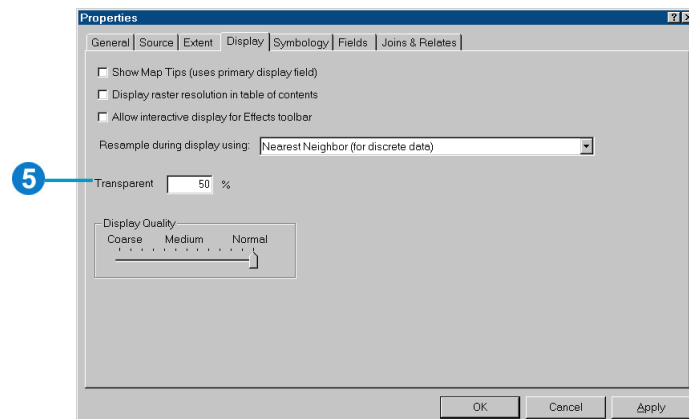 Properties
General Source Extent Display Symbology Fields Joins & Relates
Show Map Tips (uses primary display field)
Display raster resolution in table of contents
Allow interactive display for Effects toolbar
Resample during display using: Nearest Neighbor (for discrete data)
5 Transparent 50 %
Display Quality
Coarse Medium Normal
OK Cancel Apply